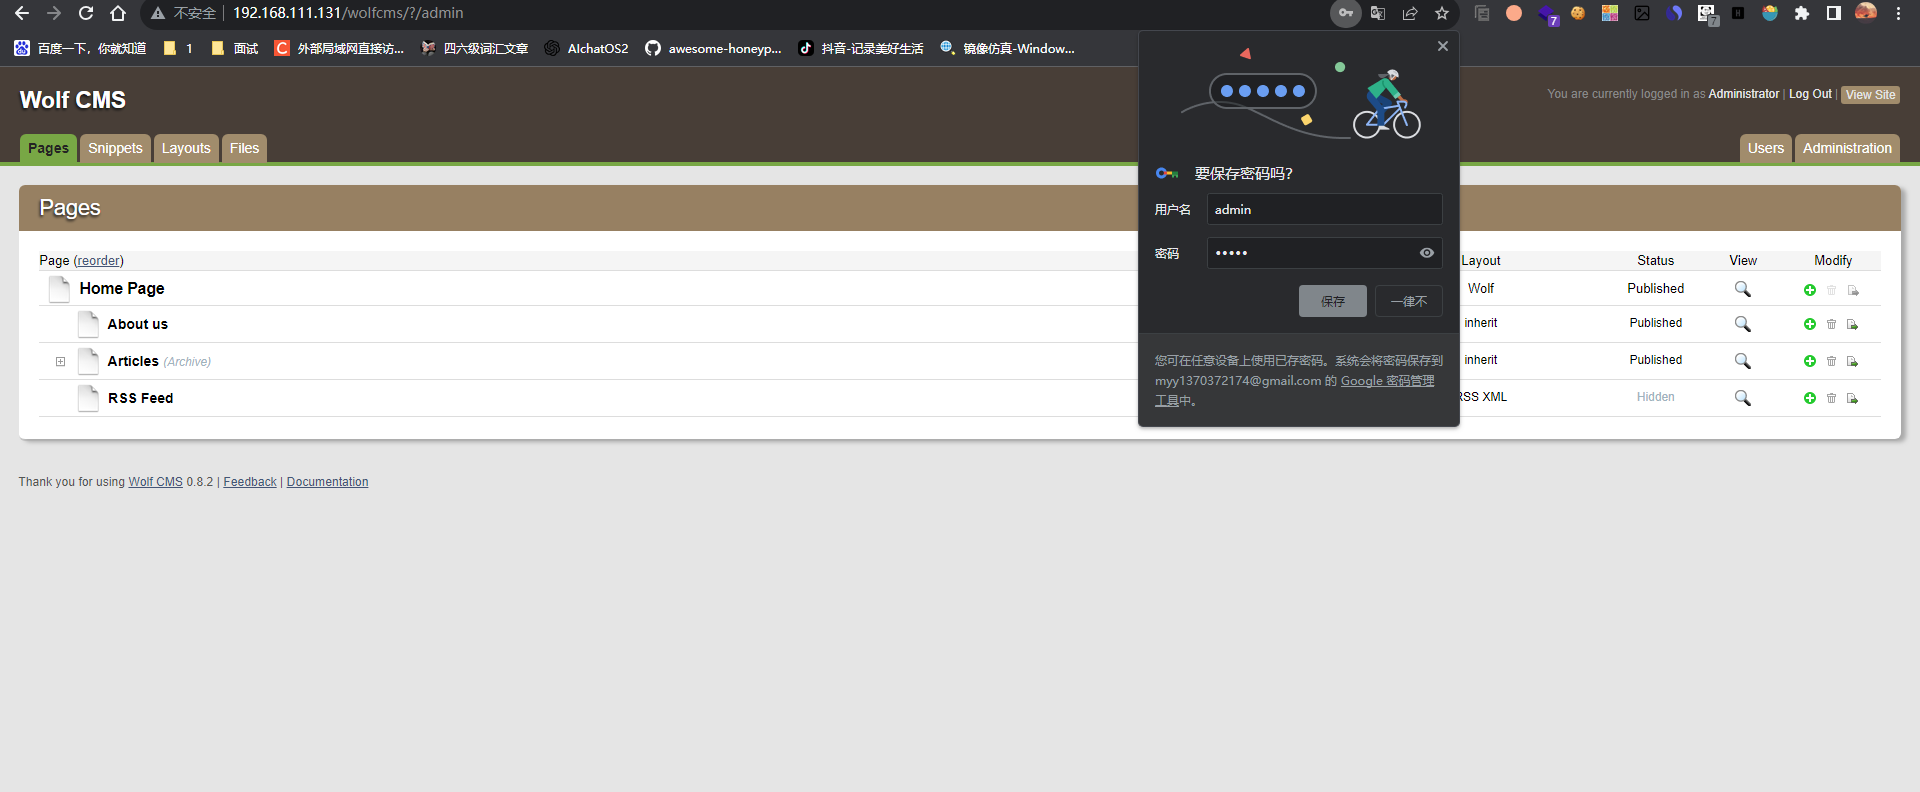 不安全 192.168.111.131/wolfcms/?/admin 7 7
百度一下，你就知道 1 面试 外部局域网直接访... 四六级词汇文章 AIchatOS2 awesome-honeyp... 抖音-记录美好生活 镜像仿真-Window...
Wolf CMS
You are currently logged in as Administrator | Log Out | View Site
Pages Snippets Layouts Files Users Administration
Pages
要保存密码吗？
用户名 admin
密码 •••••
保存 一律不
您可在任意设备上使用已存密码。系统会将密码保存到
myy1370372174@gmail.com 的 Google 密码管理
工具中。
Page (reorder) Layout Status View Modify
Home Page Wolf Published
About us inherit Published
Articles (Archive) inherit Published
RSS Feed RSS XML Hidden
Thank you for using Wolf CMS 0.8.2 | Feedback | Documentation